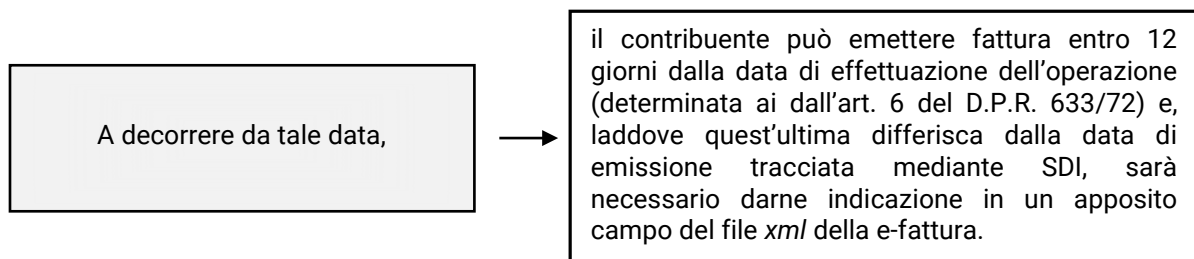 A decorrere da tale data,
il contribuente può emettere fattura entro 12
giorni dalla data di effettuazione dell’operazione
(determinata ai dall’art. 6 del D.P.R. 633/72) e,
laddove quest’ultima differisca dalla data di
emissione tracciata mediante SDI, sarà
necessario darne indicazione in un apposito
campo del file xml della e-fattura.